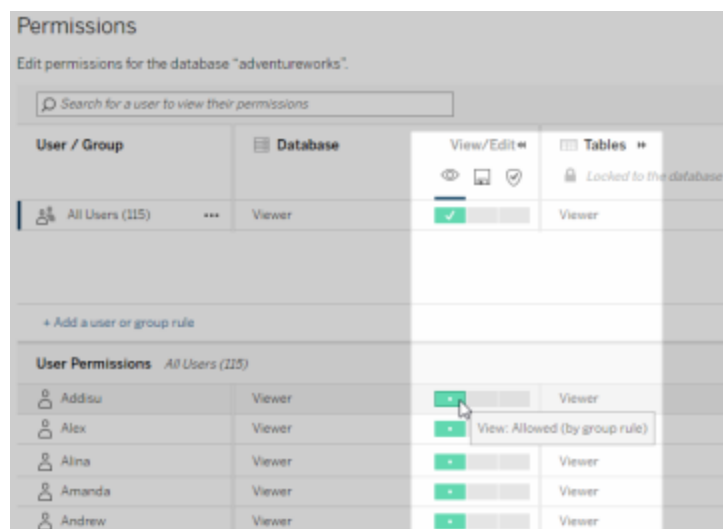 Permissions
Edit permissions for the database "adventureworks".
Search for a user to view their permissions
User / Group Database View/Edit Tables
Locked to the database
All Users (115) ••• Viewer Viewer
+ Add a user or group rule
User Permissions All Users (115)
Addisu Viewer Viewer
Alex Viewer View: Allowed (by group rule)
Alina Viewer Viewer
Amanda Viewer Viewer
Andrew Viewer Viewer